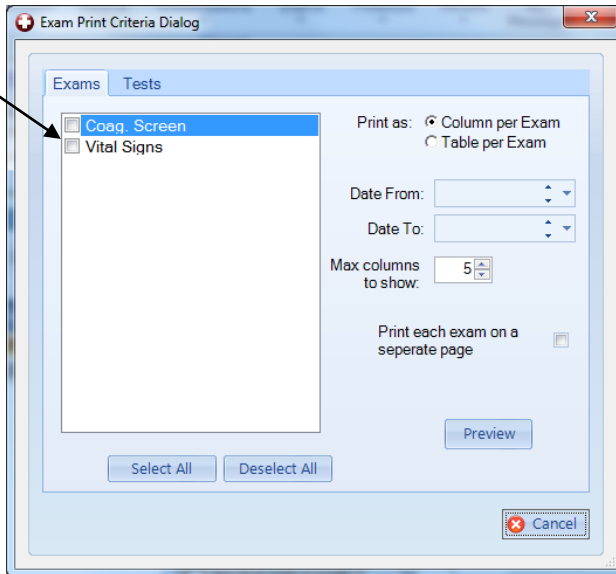 Exam Print Criteria Dialog
Exams Tests
Coag. Screen
Vital Signs
Print as: Column per Exam
Table per Exam
Date From:
Date To:
Max columns
to show: 5
Print each exam on a
seperate page
Preview
Select All Deselect All
Cancel